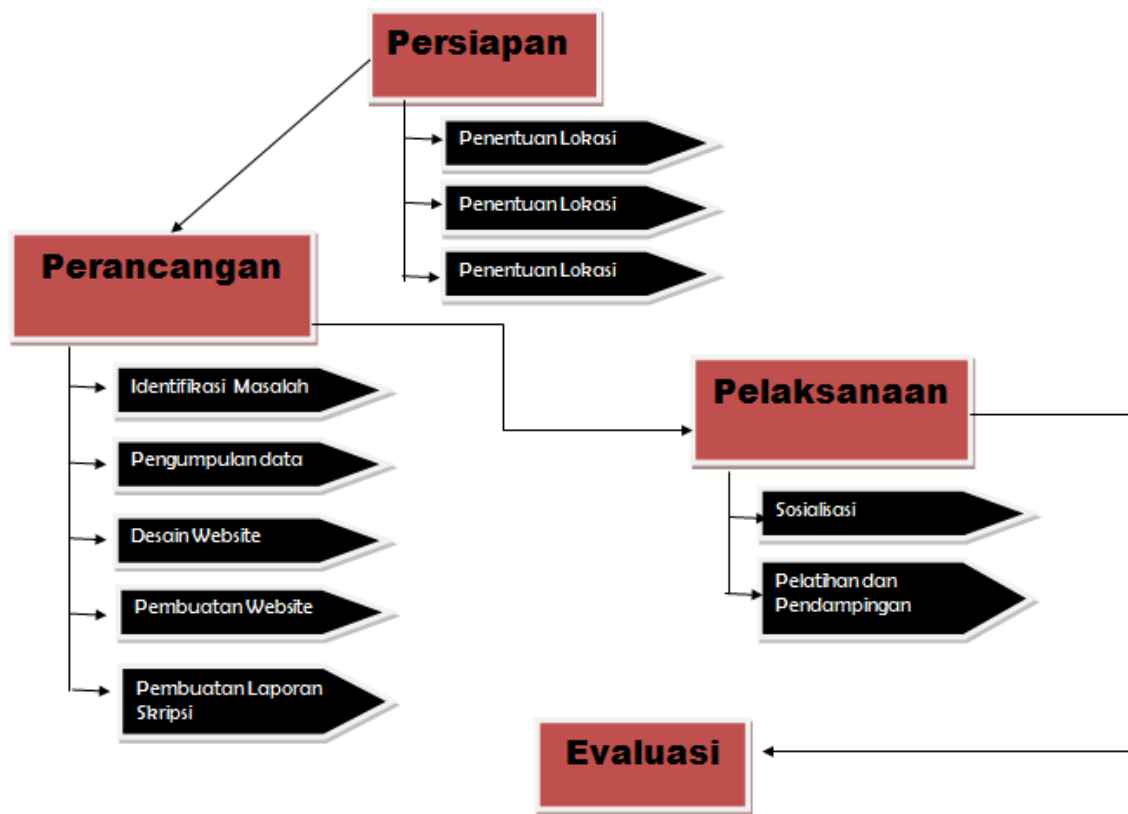 Persiapan
Penentuan Lokasi
Penentuan Lokasi
Penentuan Lokasi
Perancangan
Identifikasi Masalah
Pengumpulan data
Desain Website
Pembuatan Website
Pembuatan Laporan
Skripsi
Pelaksanaan
Sosialisasi
Pelatihan dan
Pendampingan
Evaluasi